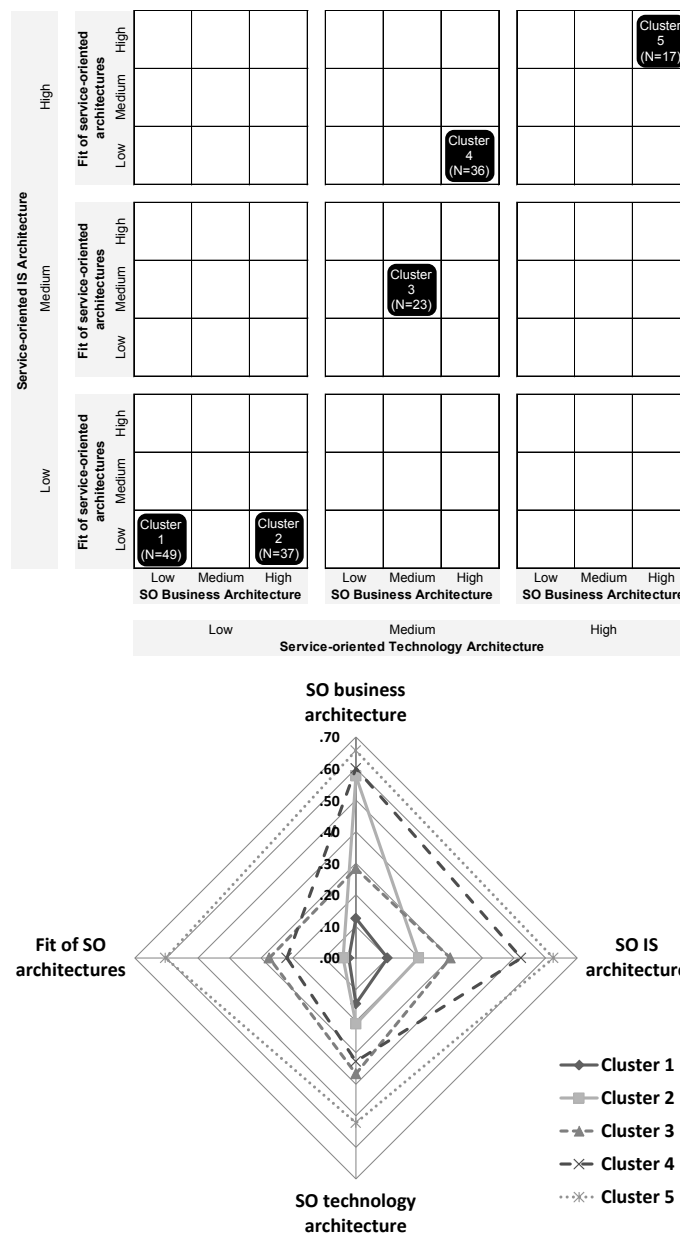 Service-oriented IS Architecture
High
Medium
Low
Fit of service-oriented
architectures
High
Medium
Low
Cluster
5
(N=17)
Cluster
4
(N=36)
Fit of service-oriented
architectures
High
Medium
Low
Cluster
3
(N=23)
Fit of service-oriented
architectures
High
Medium
Low
Cluster
1
(N=49)
Cluster
2
(N=37)
Low Medium High
SO Business Architecture
Low Medium High
SO Business Architecture
Low Medium High
SO Business Architecture
Low Medium High
Service-oriented Technology Architecture
SO business
architecture
.70
.60
.50
.40
.30
.20
.10
.00
Fit of SO
architectures
SO IS
architecture
SO technology
architecture
Cluster 1
Cluster 2
Cluster 3
Cluster 4
Cluster 5